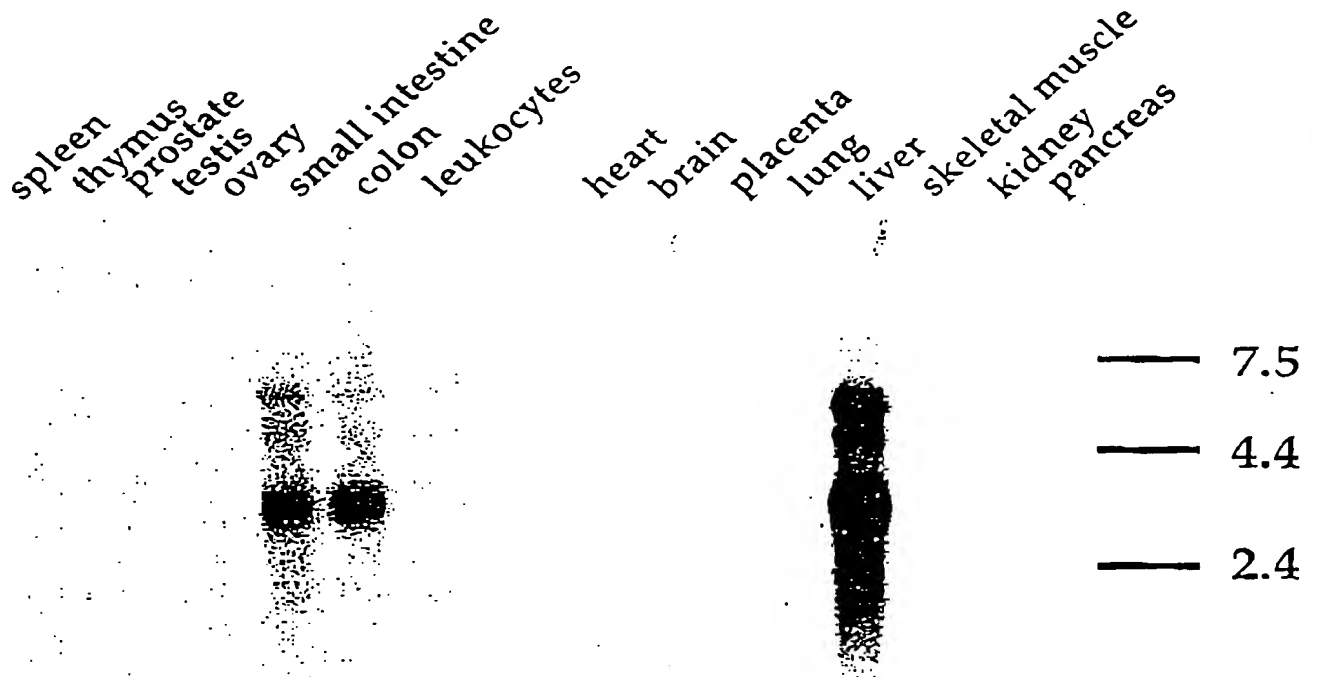 spleen
thymus
prostate
testis
ovary
small intestine
colon
leukocytes
heart
brain
placenta
lung
liver
skeletal muscle
kidney
pancreas
7.5
4.4
2.4